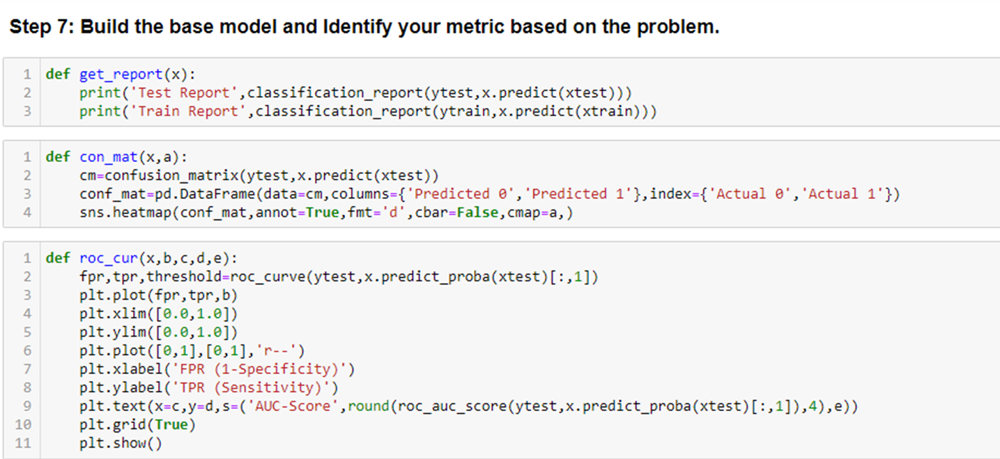 Step 7: Build the base model and Identify your metric based on the problem.
1 def get_report(x):
2     print('Test Report',classification_report(ytest,x.predict(xtest)))
3     print('Train Report',classification_report(ytrain,x.predict(xtrain)))
1 def con_mat(x,a):
2     cm=confusion_matrix(ytest,x.predict(xtest))
3     conf_mat=pd.DataFrame(data=cm,columns={'Predicted 0','Predicted 1'},index={'Actual 0','Actual 1'})
4     sns.heatmap(conf_mat,annot=True,fmt='d',cbar=False,cmap=a,)
1 def roc_cur(x,b,c,d,e):
2     fpr,tpr,threshold=roc_curve(ytest,x.predict_proba(xtest)[:,1])
3     plt.plot(fpr,tpr,b)
4     plt.xlim([0.0,1.0])
5     plt.ylim([0.0,1.0])
6     plt.plot([0,1],[0,1],'r--')
7     plt.xlabel('FPR (1-Specificity)')
8     plt.ylabel('TPR (Sensitivity)')
9     plt.text(x=c,y=d,s=('AUC-Score',round(roc_auc_score(ytest,x.predict_proba(xtest)[:,1]),4),e))
10     plt.grid(True)
11     plt.show()